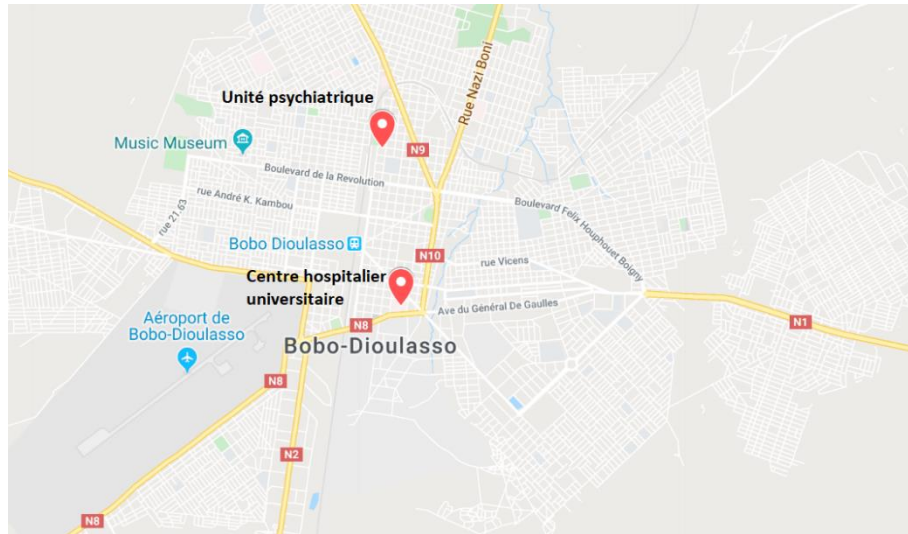 Rue Nazi Boni
Unité psychiatrique
Music Museum
N9
Boulevard de la Revolution
rue André K. Kambou
rue 21.63
Boulevard Felix Houphouet Boigny
Bobo Dioulasso
N10
rue Vicens
Centre hospitalier
universitaire
Ave du Général De Gaulles
Aéroport de
Bobo-Dioulasso
N8
N1
Bobo-Dioulasso
N8
N2
N8